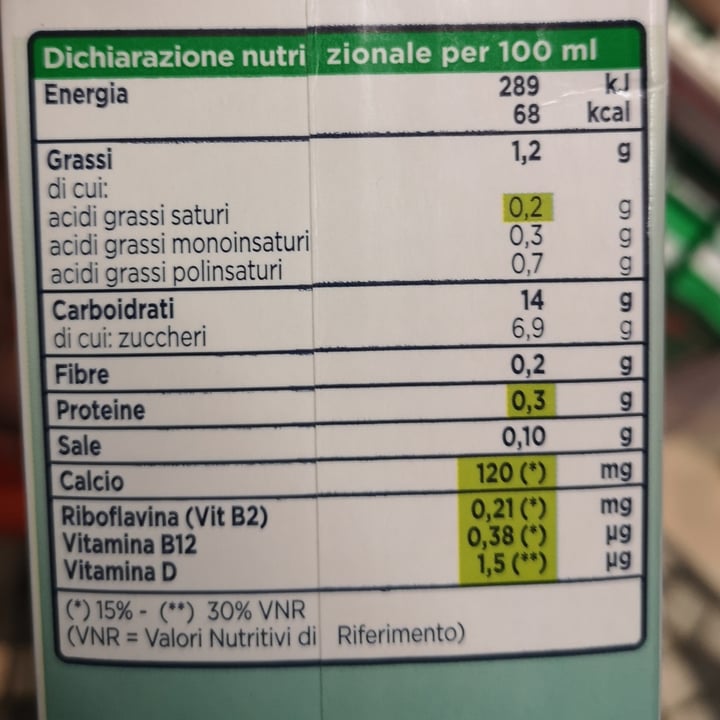 Dichiarazione nutrizionale per 100 ml
Energia 289 kJ
68 kcal
Grassi 1,2 g
di cui:
acidi grassi saturi 0,2 g
acidi grassi monoinsaturi 0,3 g
acidi grassi polinsaturi 0,7 g
Carboidrati 14 g
di cui: zuccheri 6,9 g
Fibre 0,2 g
Proteine 0,3 g
Sale 0,10 g
Calcio 120 (*) mg
Riboflavina (Vit B2) 0,21 (*) mg
Vitamina B12 0,38 (*) µg
Vitamina D 1,5 (**) µg
(*) 15% - (**) 30% VNR
(VNR = Valori Nutritivi di Riferimento)